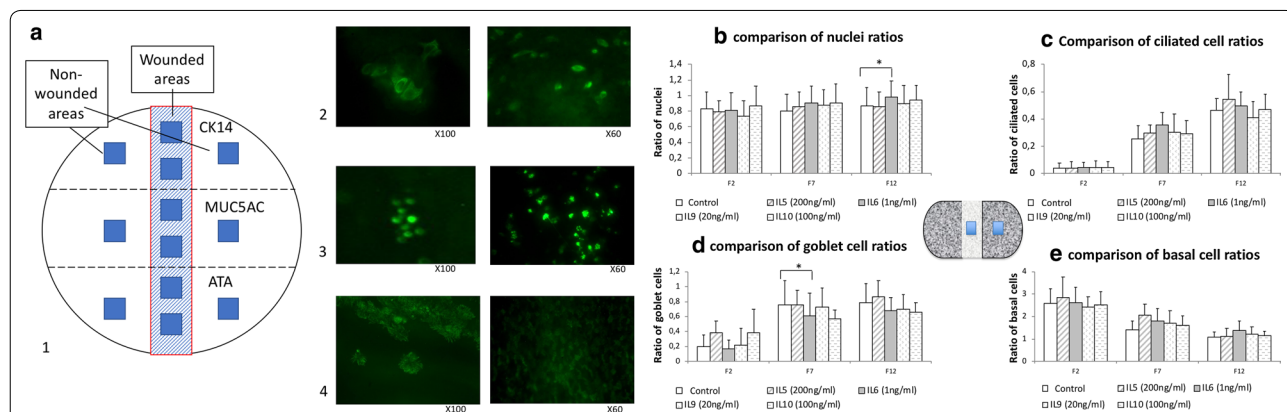 a
Wounded
areas
Non-
wounded
areas
CK14
MUC5AC
ATA
1
2
X100
X60
3
X100
X60
4
X100
X60
b comparison of nuclei ratios
*
Ratio of nuclei
1,4
1,2
1
0,8
0,6
0,4
0,2
0
F2 F7 F12
Control IL5 (200ng/ml) IL6 (1ng/ml)
IL9 (20ng/ml) IL10 (100ng/ml)
c Comparison of ciliated cell ratios
Ratio of ciliated cells
0,8
0,6
0,4
0,2
0
F2 F7 F12
Control IL5 (200ng/ml) IL6 (1ng/ml)
IL9 (20ng/ml) IL10 (100ng/ml)
d comparison of goblet cell ratios
*
Ratio of goblet cells
1,2
1
0,8
0,6
0,4
0,2
0
F2 F7 F12
Control IL5 (200ng/ml) IL6 (1ng/ml)
IL9 (20ng/ml) IL10 (100ng/ml)
e comparison of basal cell ratios
Ratio of basal cells
4
3
2
1
0
F2 F7 F12
Control IL5 (200ng/ml) IL6 (1ng/ml)
IL9 (20ng/ml) IL10 (100ng/ml)